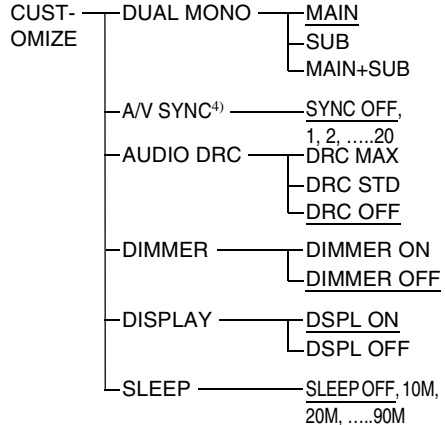 CUST- DUAL MONO MAIN
OMIZE SUB
MAIN+SUB
A/V SYNC4) SYNC OFF,
1, 2, .....20
AUDIO DRC DRC MAX
DRC STD
DRC OFF
DIMMER DIMMER ON
DIMMER OFF
DISPLAY DSPL ON
DSPL OFF
SLEEP SLEEP OFF, 10M,
20M, .....90M